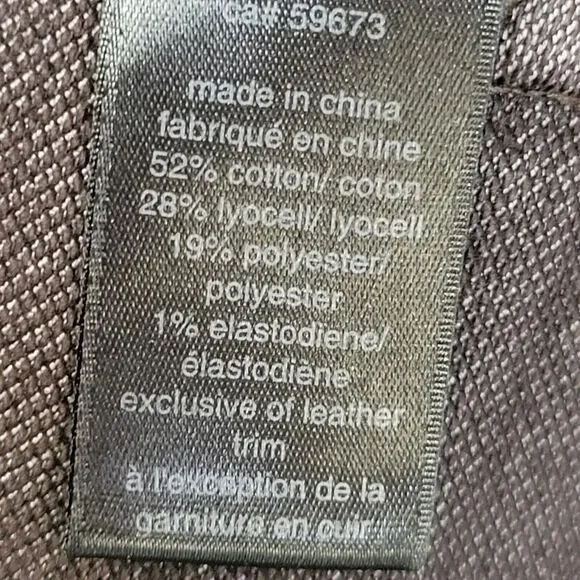 ca# 59673
made in china
fabriqué en chine
52% cotton/ coton
28% lyocell/ lyocell
19% polyester/
polyester
1% elastodiene/
élastodiène
exclusive of leather
trim
à l'exception de la
garniture en cuir